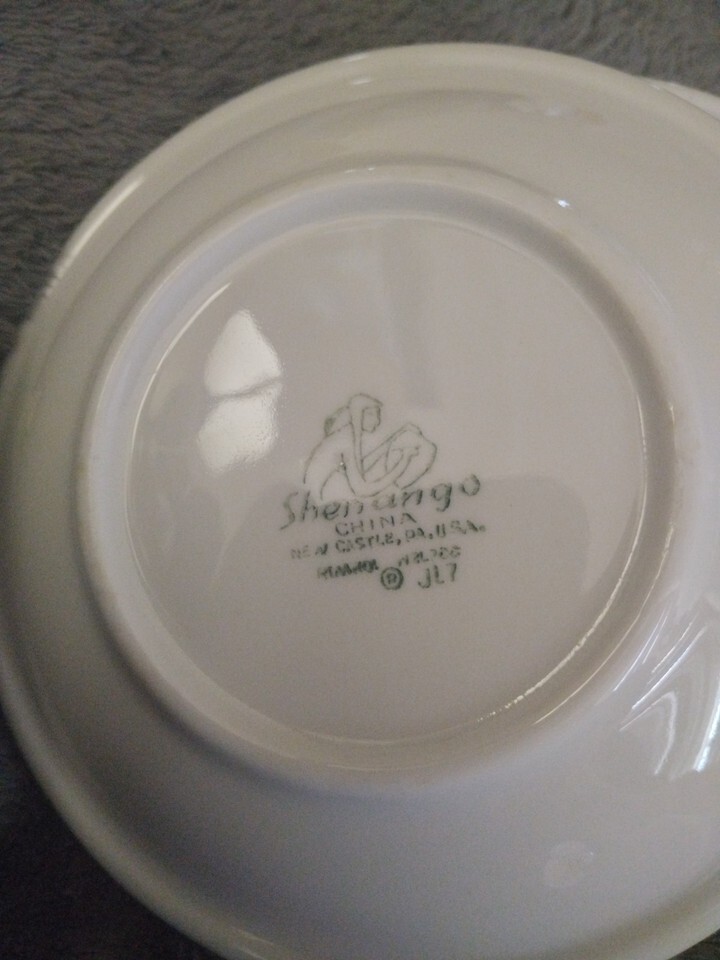 Shenango
CHINA
NEW CASTLE, PA. U.S.A.
JL7